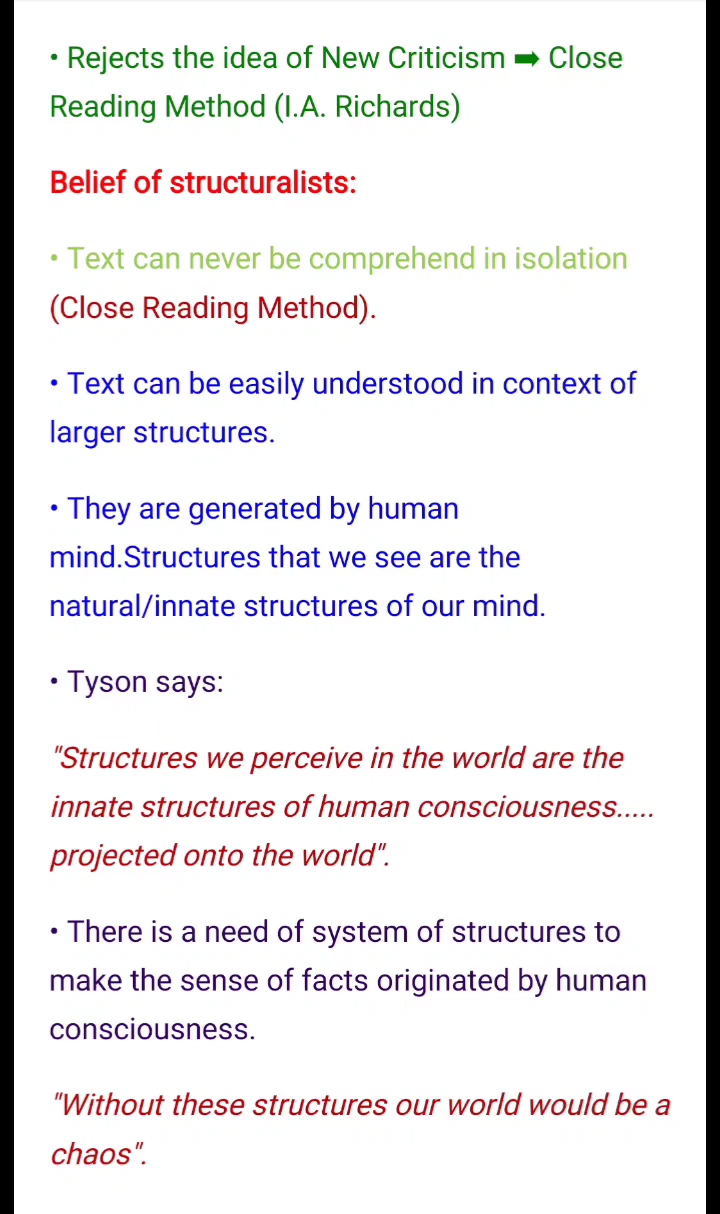 • Rejects the idea of New Criticism ➡ Close
Reading Method (I.A. Richards)
Belief of structuralists:
• Text can never be comprehend in isolation
(Close Reading Method).
• Text can be easily understood in context of
larger structures.
• They are generated by human
mind.Structures that we see are the
natural/innate structures of our mind.
• Tyson says:
"Structures we perceive in the world are the
innate structures of human consciousness.....
projected onto the world".
• There is a need of system of structures to
make the sense of facts originated by human
consciousness.
"Without these structures our world would be a
chaos".